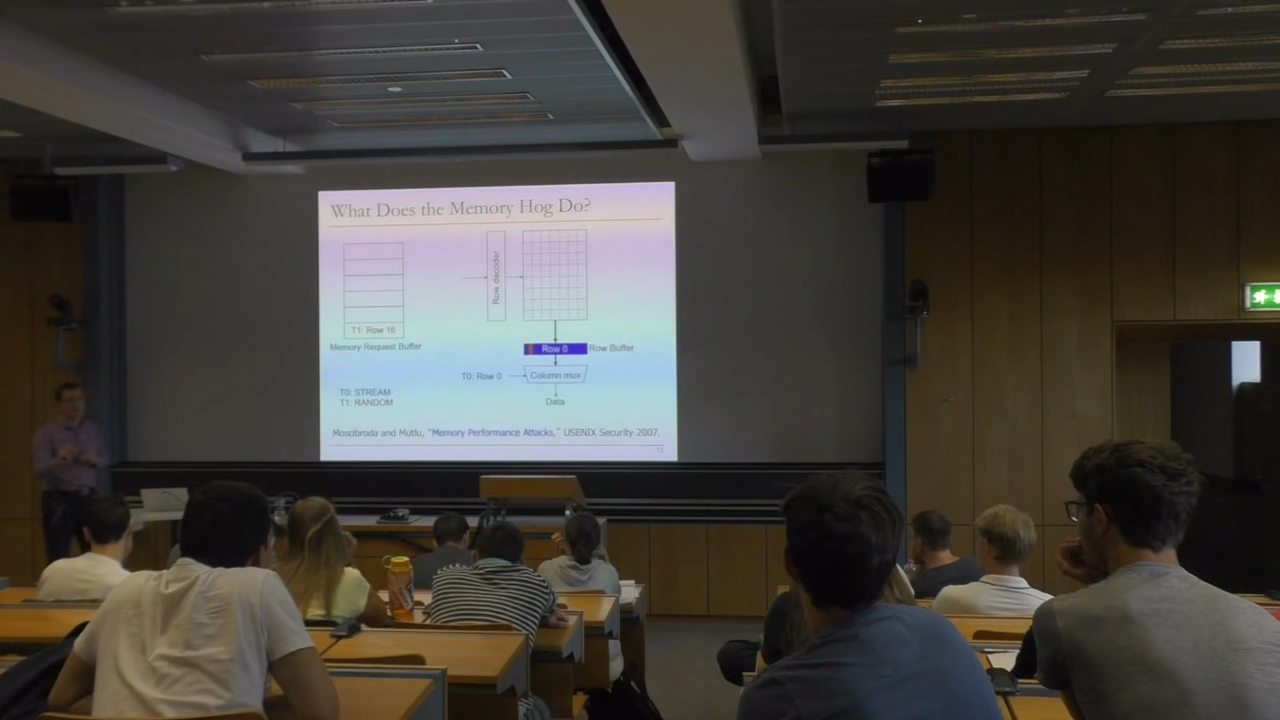 What Does the Memory Hog Do?
Row decoder
T1: Row 16
Memory Request Buffer
Row 0
Row Buffer
T0: Row 0
Column mux
Data
T0: STREAM
T1: RANDOM
Moscibroda and Mutlu, "Memory Performance Attacks," USENIX Security 2007.